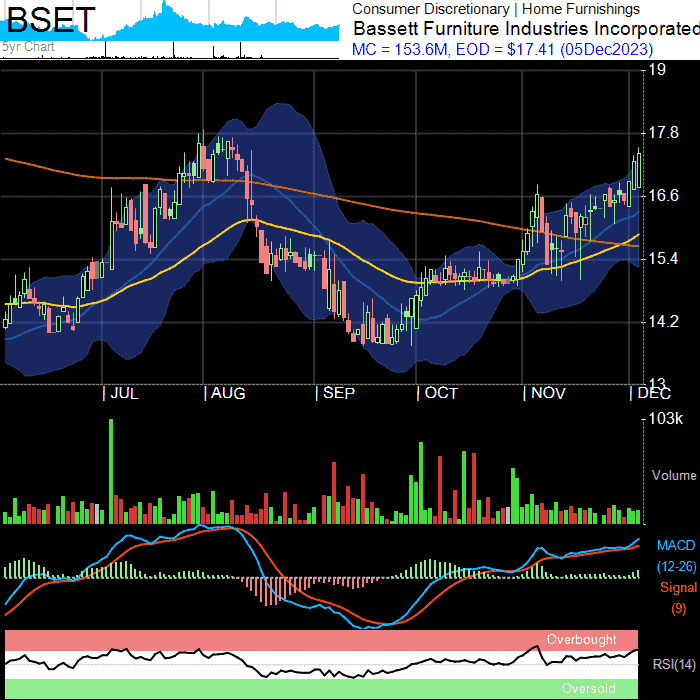 BSET
5yr Chart
Consumer Discretionary | Home Furnishings
Bassett Furniture Industries Incorporated
MC = 153.6M, EOD = $17.41 (05Dec2023)
19
17.8
16.6
15.4
14.2
13
| JUL | AUG | SEP | OCT | NOV | DEC
103k
Volume
MACD
(12-26)
Signal
(9)
Overbought
RSI(14)
Oversold